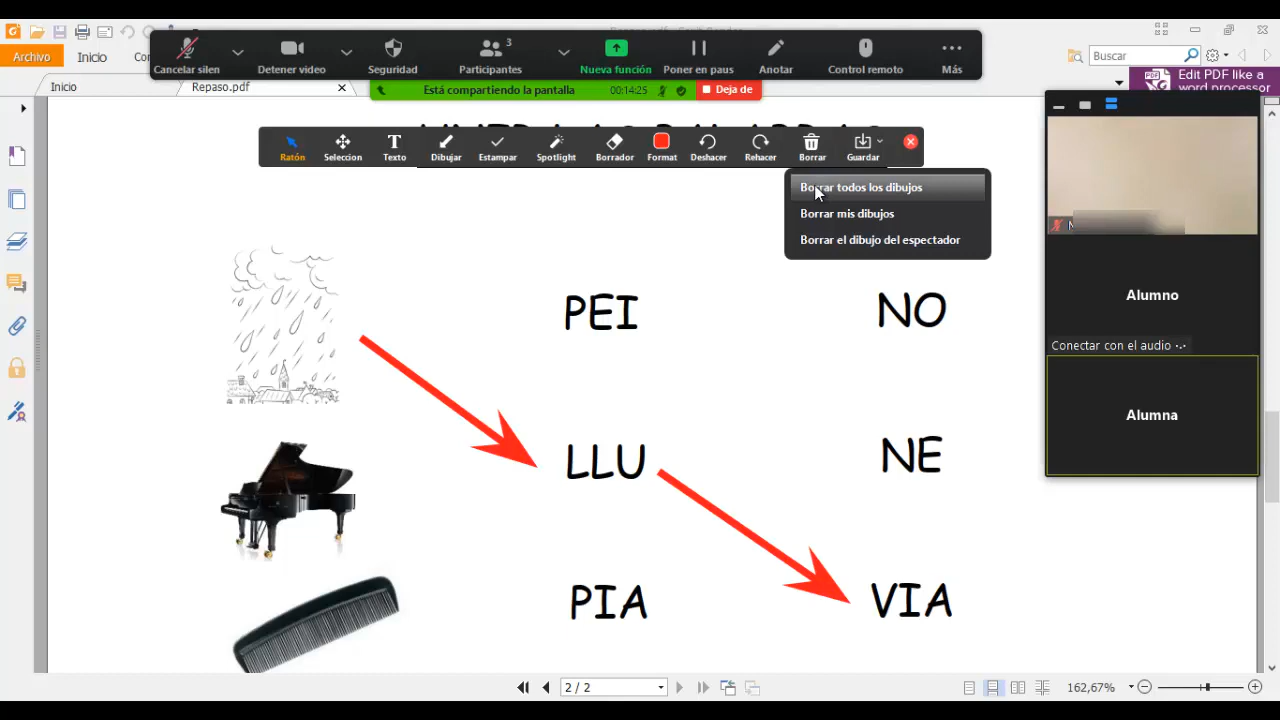 Archivo
Inicio
Buscar
Cancelar silen
Detener video
Seguridad
Participantes
3
Nueva función
Poner en paus
Anotar
Control remoto
Más
Edit PDF like a
word processor
Inicio
Repaso.pdf
Está compartiendo la pantalla
00:14:25
Deja de
Ratón
Seleccion
T
Texto
Dibujar
Estampar
Spotlight
Borrador
Format
Deshacer
Rehacer
Borrar
Guardar
Borrar todos los dibujos
Borrar mis dibujos
Borrar el dibujo del espectador
Alumno
Conectar con el audio
Alumna
PEI
NO
LLU
NE
PIA
VIA
2 / 2
162,67%